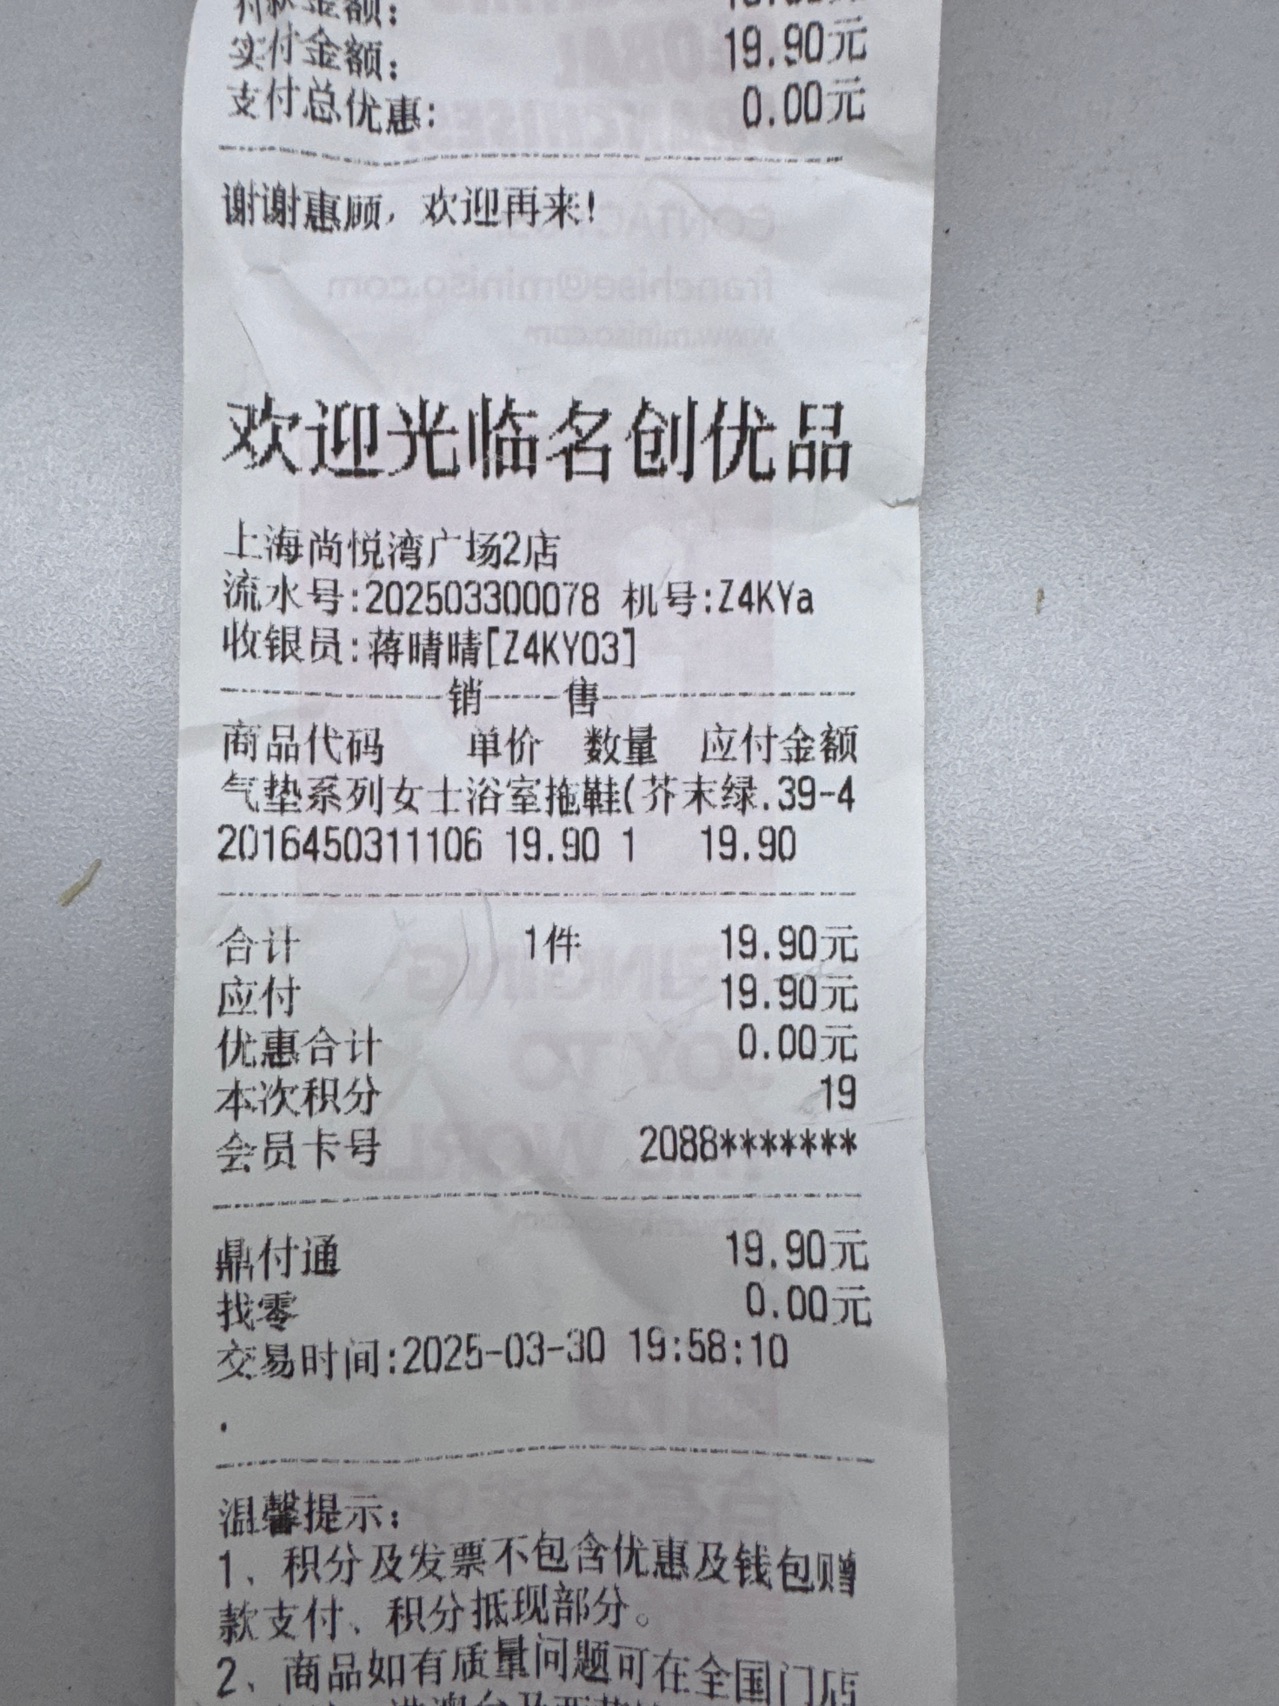 付款金额:
实付金额: 19.90元
支付总优惠: 0.00元
谢谢惠顾，欢迎再来!
欢迎光临名创优品
上海尚悦湾广场2店
流水号:202503300078 机号:Z4KYa
收银员:蒋晴晴[Z4KY03]
销----售
商品代码 单价 数量 应付金额
气垫系列女士浴室拖鞋(芥末绿.39-4
2016450311106 19.90 1 19.90
合计 1件 19.90元
应付 19.90元
优惠合计 0.00元
本次积分 19
会员卡号 2088*******
鼎付通 19.90元
找零 0.00元
交易时间:2025-03-30 19:58:10
.
温馨提示:
1、积分及发票不包含优惠及钱包赠
款支付、积分抵现部分。
2、商品如有质量问题可在全国门店